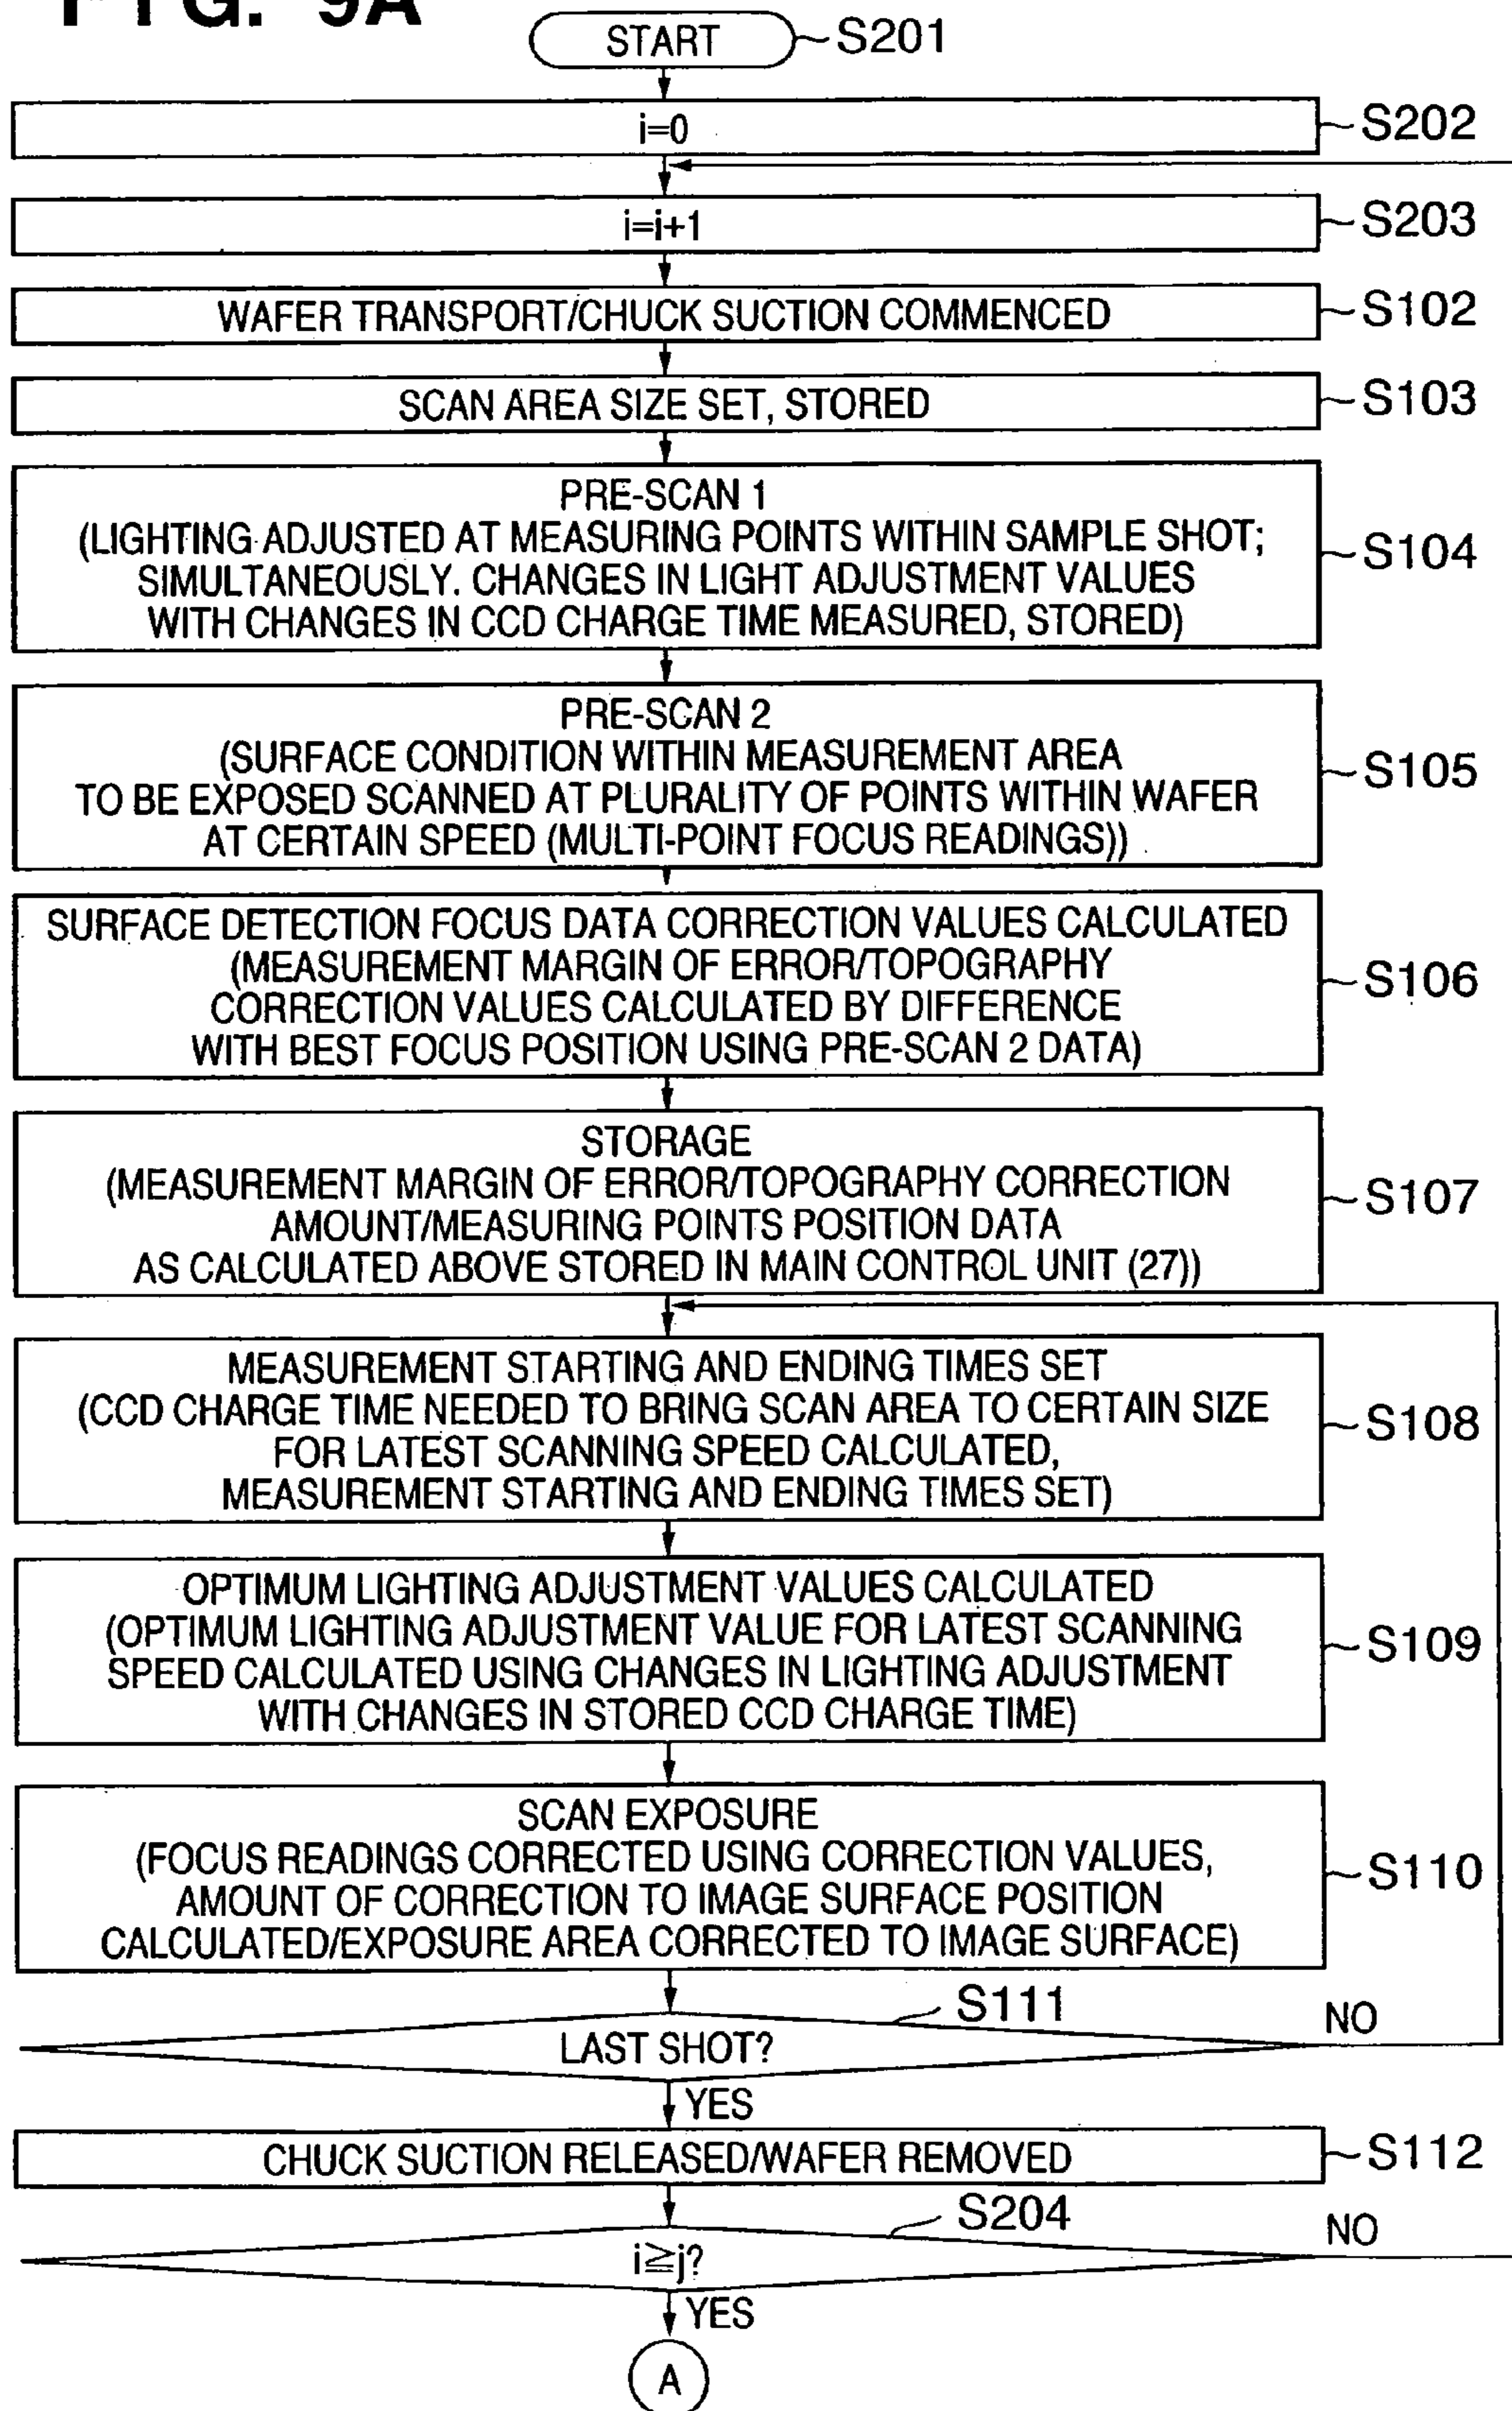 FIG. 9A
START
S201
i=0
S202
i=i+1
S203
WAFER TRANSPORT/CHUCK SUCTION COMMENCED
S102
SCAN AREA SIZE SET, STORED
S103
PRE-SCAN 1
(LIGHTING ADJUSTED AT MEASURING POINTS WITHIN SAMPLE SHOT;
SIMULTANEOUSLY. CHANGES IN LIGHT ADJUSTMENT VALUES
WITH CHANGES IN CCD CHARGE TIME MEASURED, STORED)
S104
PRE-SCAN 2
(SURFACE CONDITION WITHIN MEASUREMENT AREA
TO BE EXPOSED SCANNED AT PLURALITY OF POINTS WITHIN WAFER
AT CERTAIN SPEED (MULTI-POINT FOCUS READINGS))
S105
SURFACE DETECTION FOCUS DATA CORRECTION VALUES CALCULATED
(MEASUREMENT MARGIN OF ERROR/TOPOGRAPHY
CORRECTION VALUES CALCULATED BY DIFFERENCE
WITH BEST FOCUS POSITION USING PRE-SCAN 2 DATA)
S106
STORAGE
(MEASUREMENT MARGIN OF ERROR/TOPOGRAPHY CORRECTION
AMOUNT/MEASURING POINTS POSITION DATA
AS CALCULATED ABOVE STORED IN MAIN CONTROL UNIT (27))
S107
MEASUREMENT STARTING AND ENDING TIMES SET
(CCD CHARGE TIME NEEDED TO BRING SCAN AREA TO CERTAIN SIZE
FOR LATEST SCANNING SPEED CALCULATED,
MEASUREMENT STARTING AND ENDING TIMES SET)
S108
OPTIMUM LIGHTING ADJUSTMENT VALUES CALCULATED
(OPTIMUM LIGHTING ADJUSTMENT VALUE FOR LATEST SCANNING
SPEED CALCULATED USING CHANGES IN LIGHTING ADJUSTMENT
WITH CHANGES IN STORED CCD CHARGE TIME)
S109
SCAN EXPOSURE
(FOCUS READINGS CORRECTED USING CORRECTION VALUES,
AMOUNT OF CORRECTION TO IMAGE SURFACE POSITION
CALCULATED/EXPOSURE AREA CORRECTED TO IMAGE SURFACE)
S110
S111
NO
LAST SHOT?
YES
CHUCK SUCTION RELEASED/WAFER REMOVED
S112
S204
NO
i≧j?
YES
A